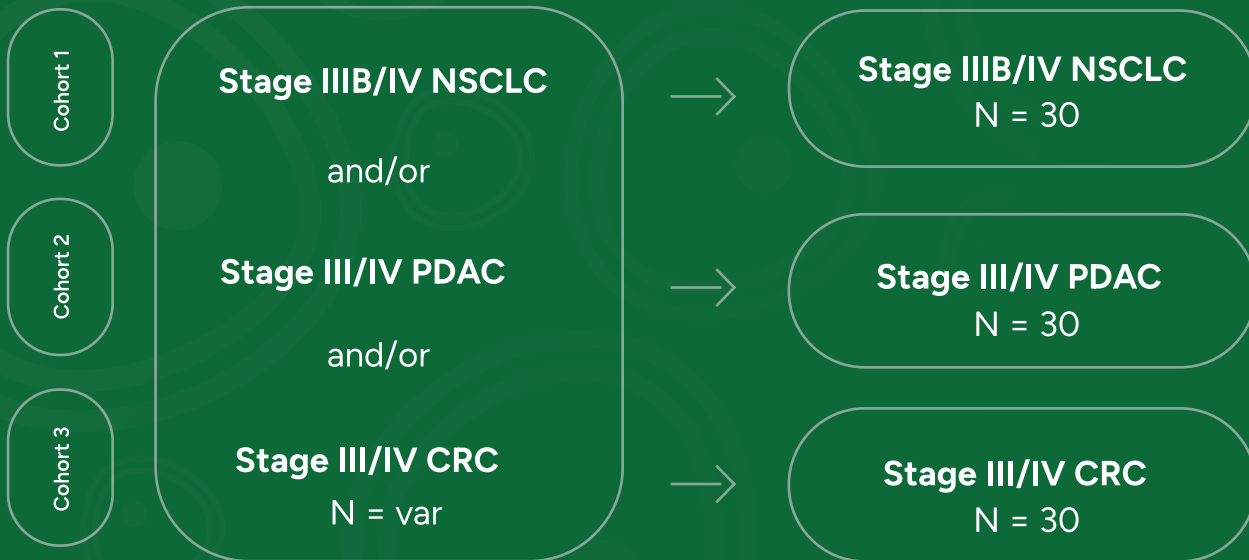 Cohort 1
Stage IIIB/IV NSCLC
and/or
Stage IIIB/IV NSCLC
N = 30
Cohort 2
Stage III/IV PDAC
and/or
Stage III/IV PDAC
N = 30
Cohort 3
Stage III/IV CRC
N = var
Stage III/IV CRC
N = 30